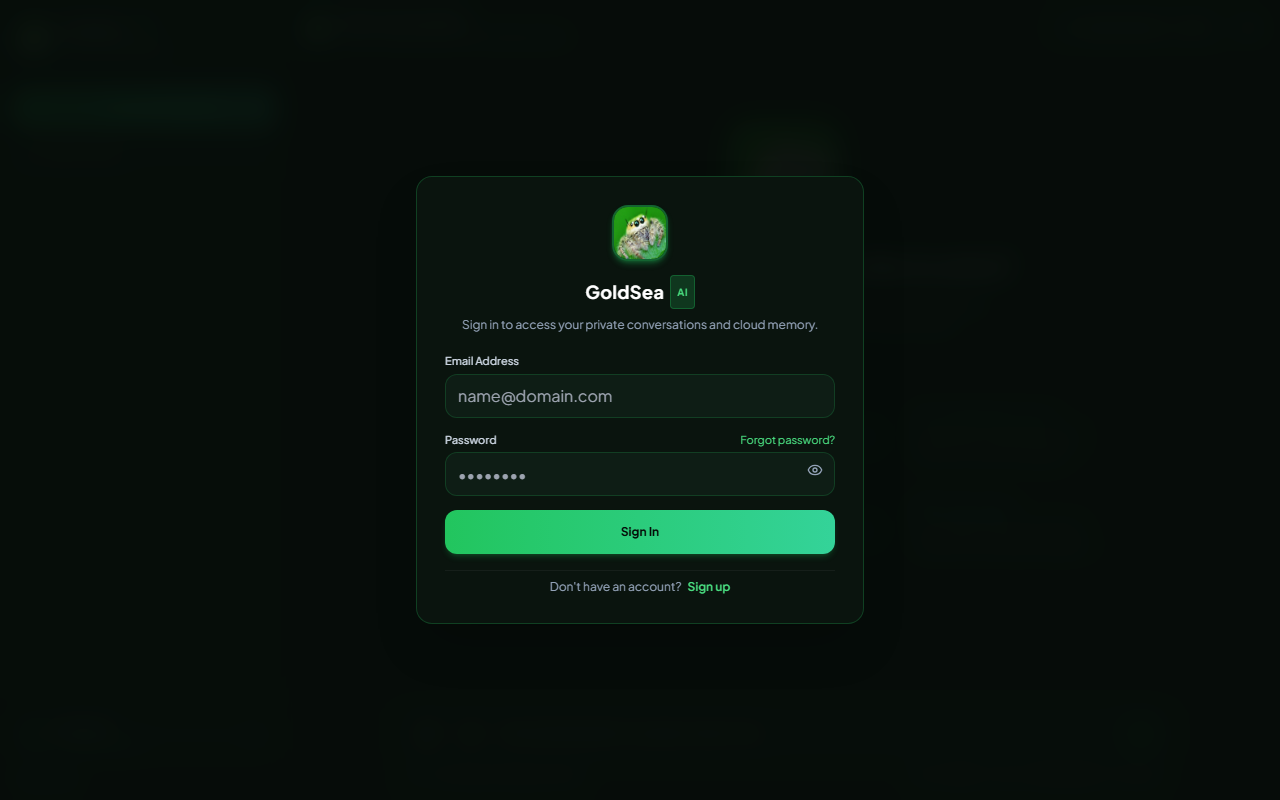 GoldSea AI
Sign in to access your private conversations and cloud memory.
Email Address
name@domain.com
Password Forgot password?
••••••••
Sign In
Don't have an account? Sign up